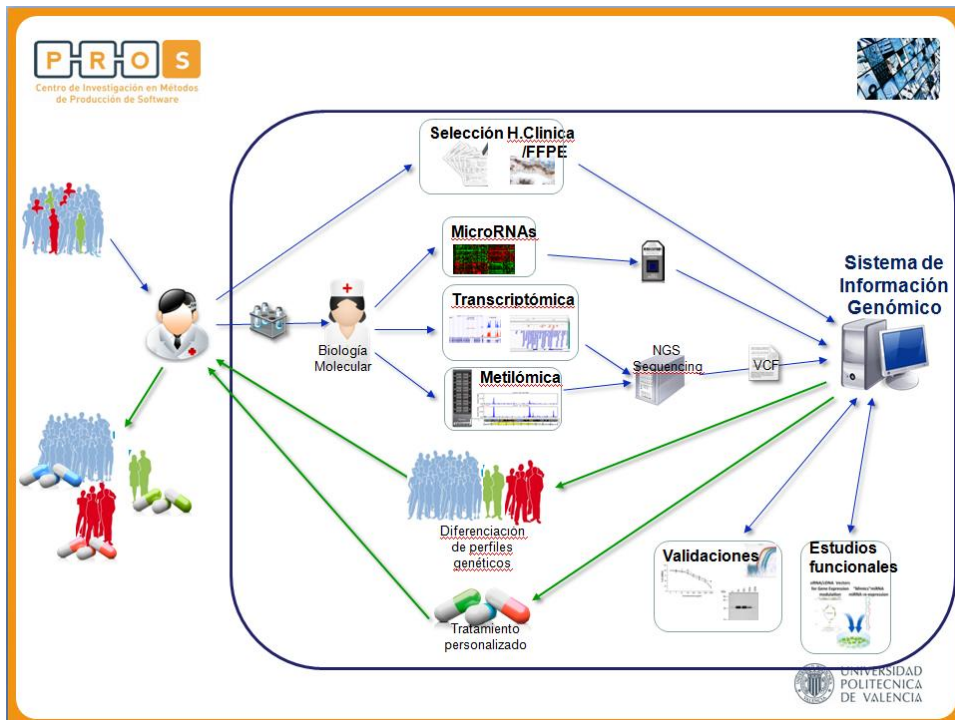 P-R-O-S
Centro de Investigación en Métodos
de Producción de Software
Selección H.Clinica
/FFPE
MicroRNAs
Transcriptómica
Metilómica
Biología
Molecular
NGS
Sequencing
VCF
Sistema de
Información
Genómico
Diferenciación
de perfiles
genéticos
Tratamiento
personalizado
Validaciones
Estudios
funcionales
UNIVERSIDAD
POLITECNICA
DE VALENCIA